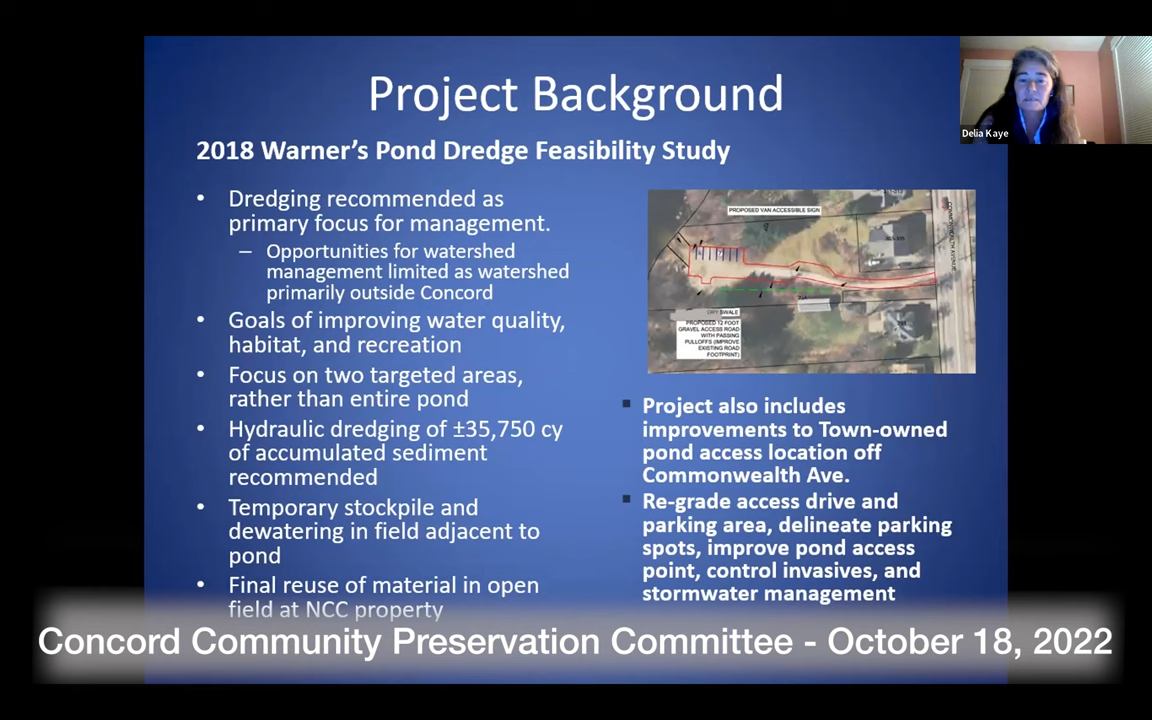 Project Background
Delia Kaye
2018 Warner's Pond Dredge Feasibility Study
• Dredging recommended as
primary focus for management.
– Opportunities for watershed
management limited as watershed
primarily outside Concord
• Goals of improving water quality,
habitat, and recreation
• Focus on two targeted areas,
rather than entire pond
• Hydraulic dredging of ±35,750 cy
of accumulated sediment
recommended
• Temporary stockpile and
dewatering in field adjacent to
pond
• Final reuse of material in open
field at NCC property
PROPOSED VAN ACCESSIBLE SIGN
COMMONWEALTH AVENUE
DRY SWALE
PROPOSED 12 FOOT
GRAVEL ACCESS ROAD
WITH PASSING
PULLOFFS (IMPROVE
EXISTING ROAD
FOOTPRINT)
▪ Project also includes
improvements to Town-owned
pond access location off
Commonwealth Ave.
▪ Re-grade access drive and
parking area, delineate parking
spots, improve pond access
point, control invasives, and
stormwater management
Concord Community Preservation Committee - October 18, 2022